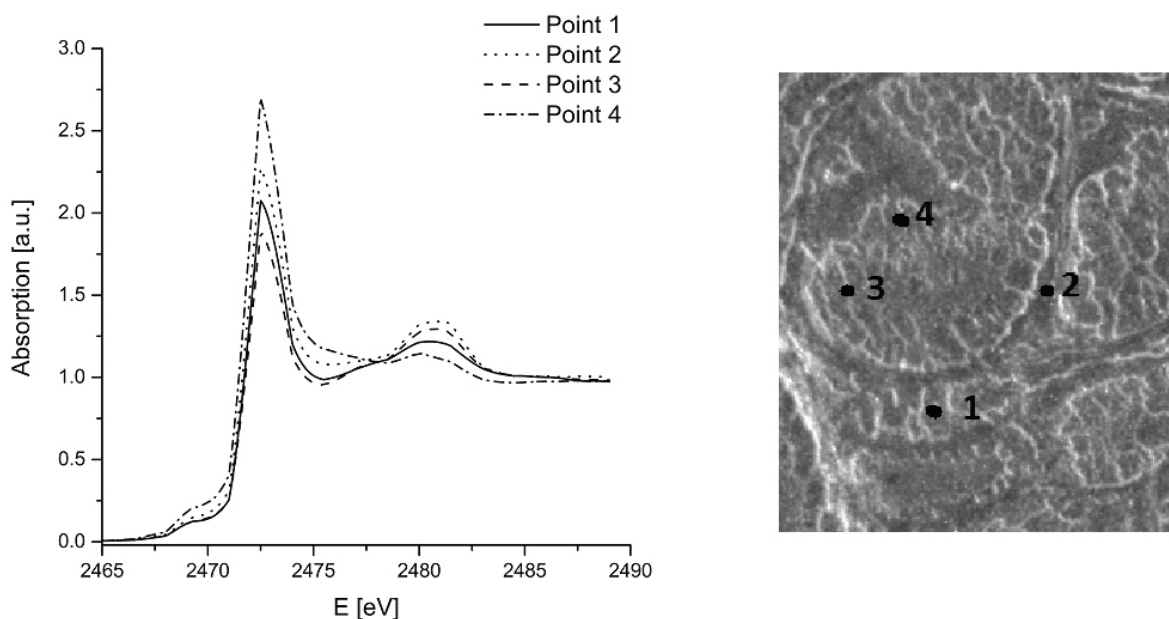 Point 1
Point 2
Point 3
Point 4
3.0
2.5
2.0
1.5
1.0
0.5
0.0
Absorption [a.u.]
2465 2470 2475 2480 2485 2490
E [eV]
4
3 2
1